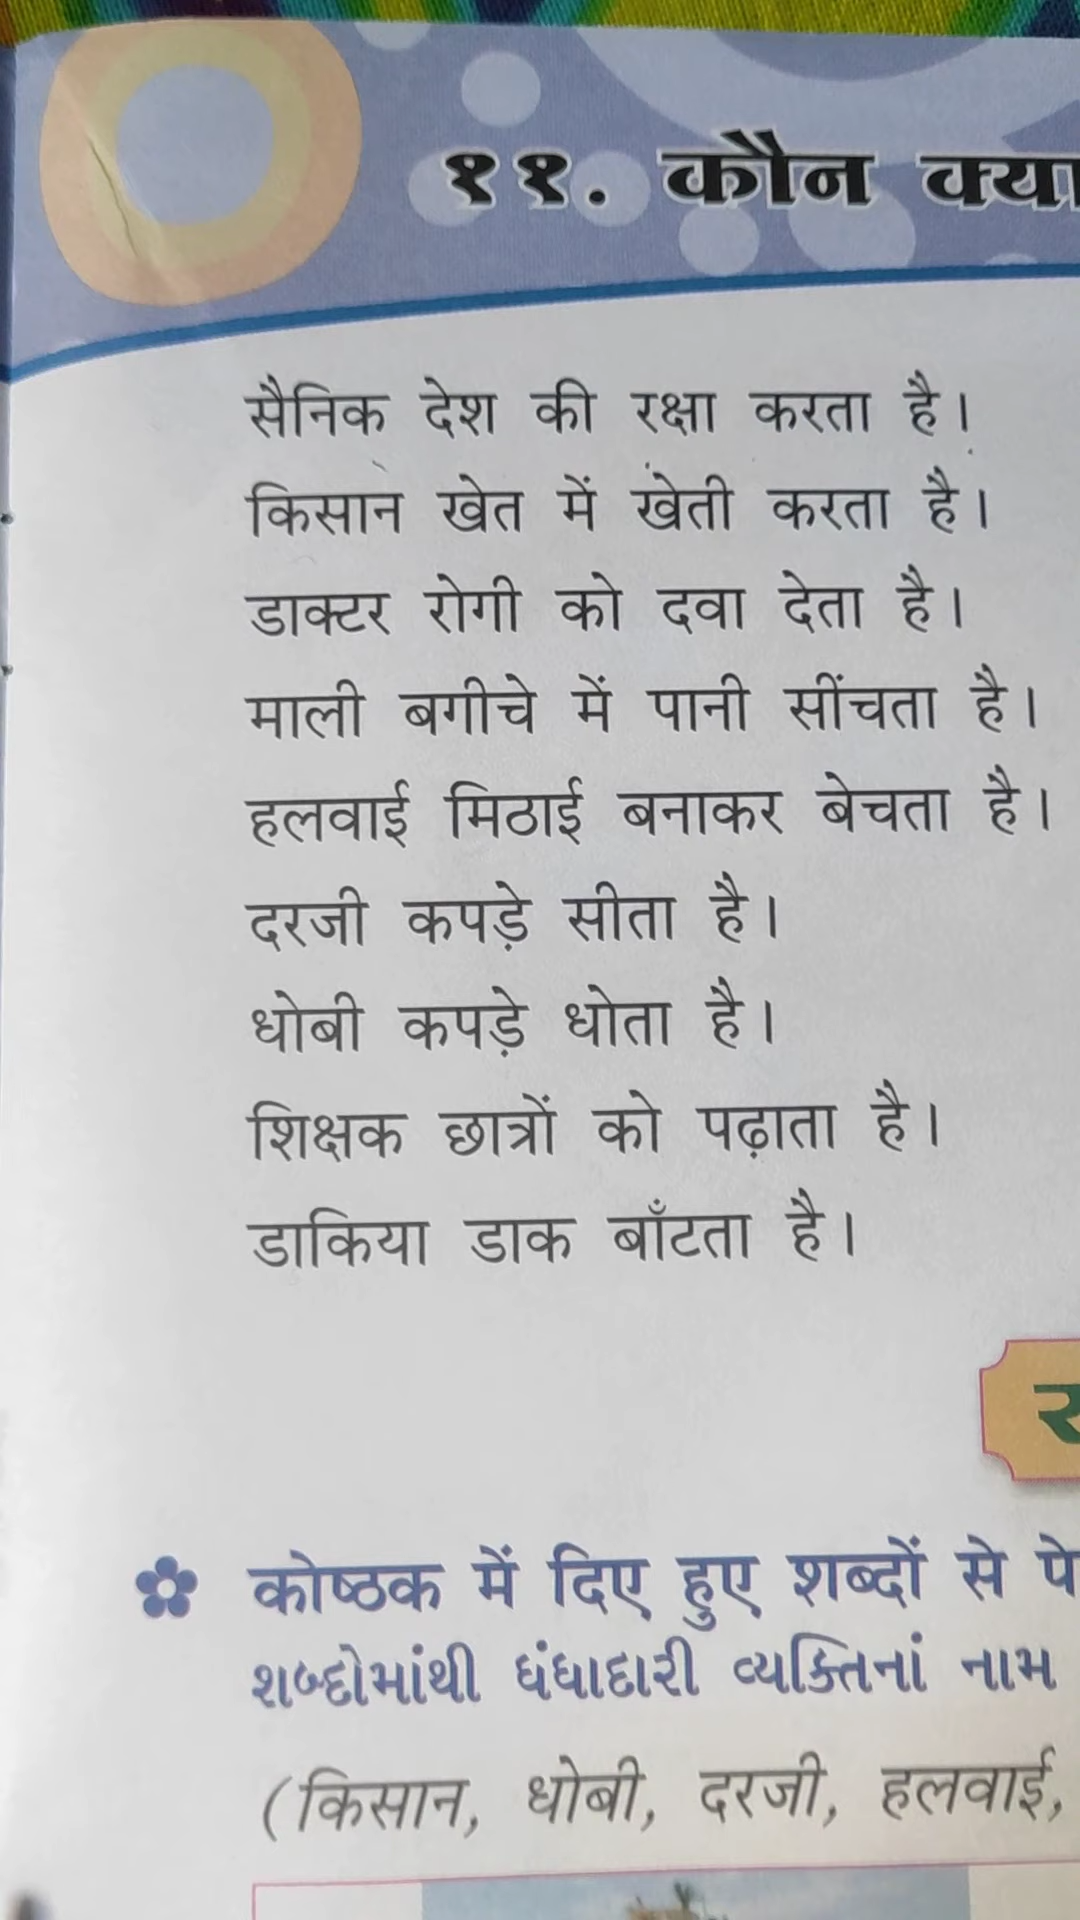 ११. कौन क्या
सैनिक देश की रक्षा करता है।
किसान खेत में खेती करता है।
डाक्टर रोगी को दवा देता है।
माली बगीचे में पानी सींचता है।
हलवाई मिठाई बनाकर बेचता है।
दरजी कपड़े सीता है।
धोबी कपड़े धोता है।
शिक्षक छात्रों को पढ़ाता है।
डाकिया डाक बाँटता है।
कोष्ठक में दिए हुए शब्दों से
શબ્દોમાંથી ધંધાદારી વ્યક્તિનાં નામ
(किसान, धोबी, दरजी, हलवाई,